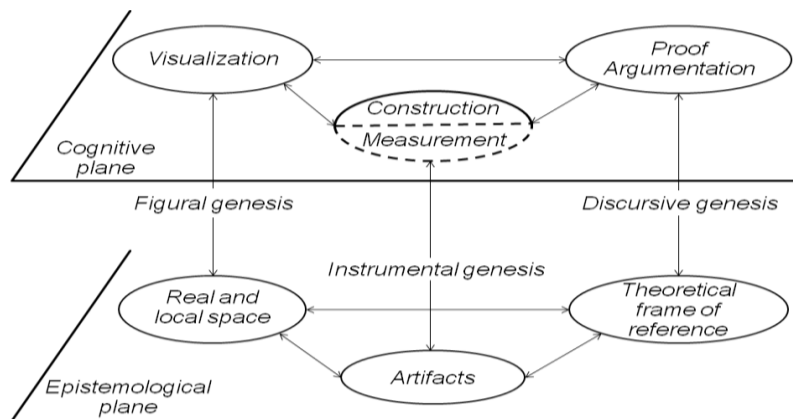 Visualization
Proof
Argumentation
Construction
Measurement
Cognitive
plane
Figural genesis
Discursive genesis
Instrumental genesis
Real and
local space
Theoretical
frame of
reference
Artifacts
Epistemological
plane